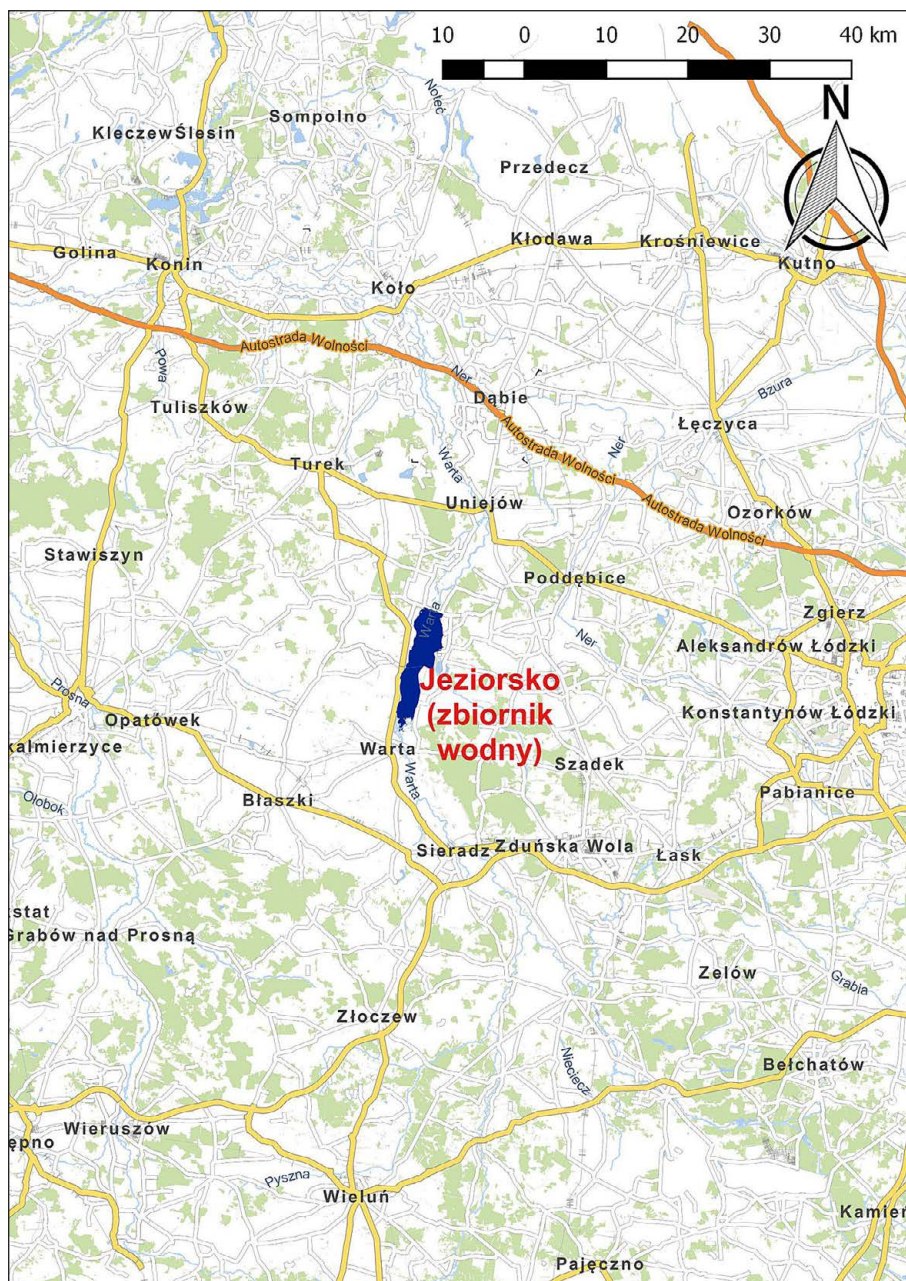 10 0 10 20 30 40 km
N
Noteć
Sompolno
Kleczew Ślesin
Przedecz
Golina
Konin
Kłodawa
Krośniewice
Kutno
Koło
Autostrada Wolności
Powa
Ner
Dąbie
Bzura
Tuliszków
Łęczyca
Autostrada Wolności
Ner
Turek
Warta
Uniejów
Autostrada Wolności
Ozorków
Stawiszyn
Poddębice
Zgierz
Warta
Ner
Aleksandrów Łódzki
Jeziorsko
(zbiornik
wodny)
Prosna
Opatówek
Konstantynów Łódzki
kalmierzyce
Warta
Warta
Szadek
Ołobok
Błaszki
Pabianice
Sieradz
Zduńska Wola
Łask
stat
Grabów nad Prosną
Zelów
Grabia
Złoczew
Nieciecz
Bełchatów
Wieruszów
ępno
Pyszna
Wieluń
Kamień
Pajęczno